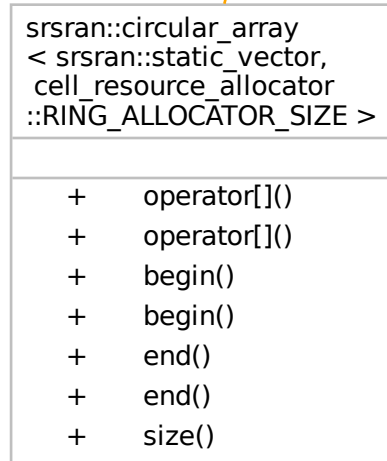 srsran::circular_array
< srsran::static_vector,
cell_resource_allocator
::RING_ALLOCATOR_SIZE >
+ operator[]()
+ operator[]()
+ begin()
+ begin()
+ end()
+ end()
+ size()